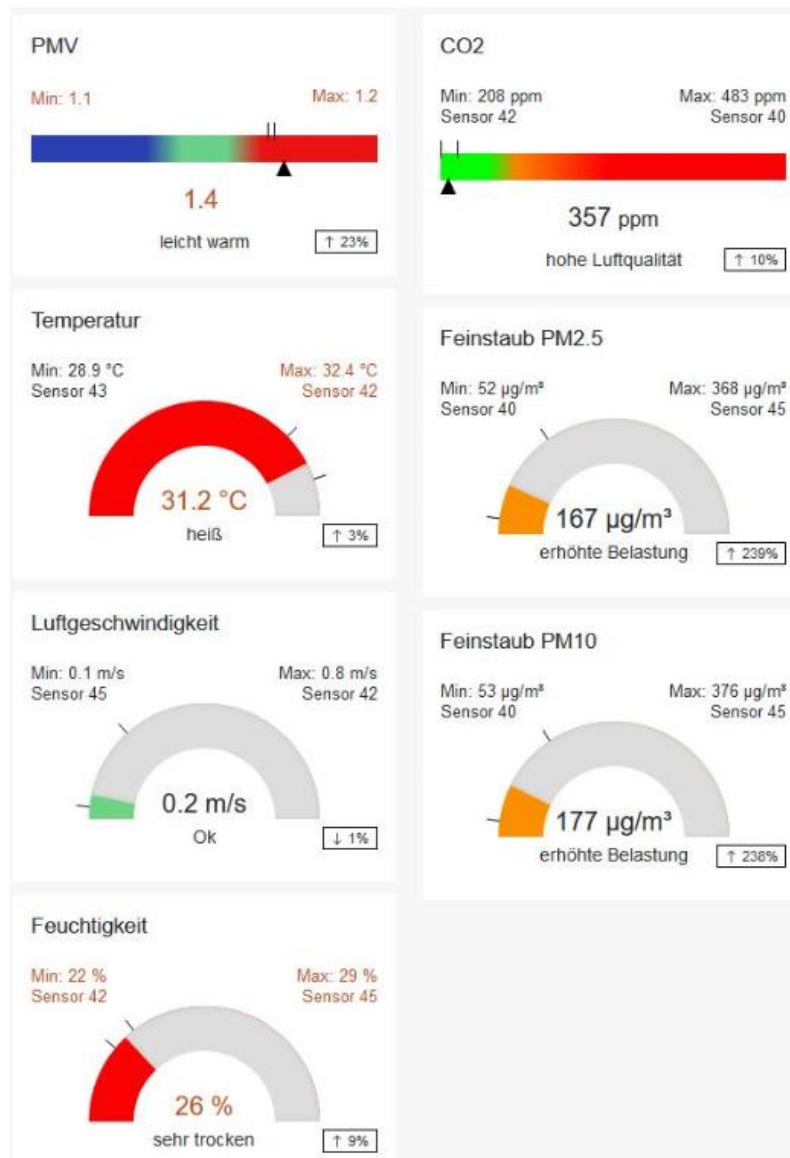 PMV
Min: 1.1
Max: 1.2
1.4
leicht warm
↑ 23%
Temperatur
Min: 28.9 °C
Sensor 43
Max: 32.4 °C
Sensor 42
31.2 °C
heiß
↑ 3%
Luftgeschwindigkeit
Min: 0.1 m/s
Sensor 45
Max: 0.8 m/s
Sensor 42
0.2 m/s
Ok
↓ 1%
Feuchtigkeit
Min: 22 %
Sensor 42
Max: 29 %
Sensor 45
26 %
sehr trocken
↑ 9%
CO2
Min: 208 ppm
Sensor 42
Max: 483 ppm
Sensor 40
357 ppm
hohe Luftqualität
↑ 10%
Feinstaub PM2.5
Min: 52 µg/m³
Sensor 40
Max: 368 µg/m³
Sensor 45
167 µg/m³
erhöhte Belastung
↑ 239%
Feinstaub PM10
Min: 53 µg/m³
Sensor 40
Max: 376 µg/m³
Sensor 45
177 µg/m³
erhöhte Belastung
↑ 238%